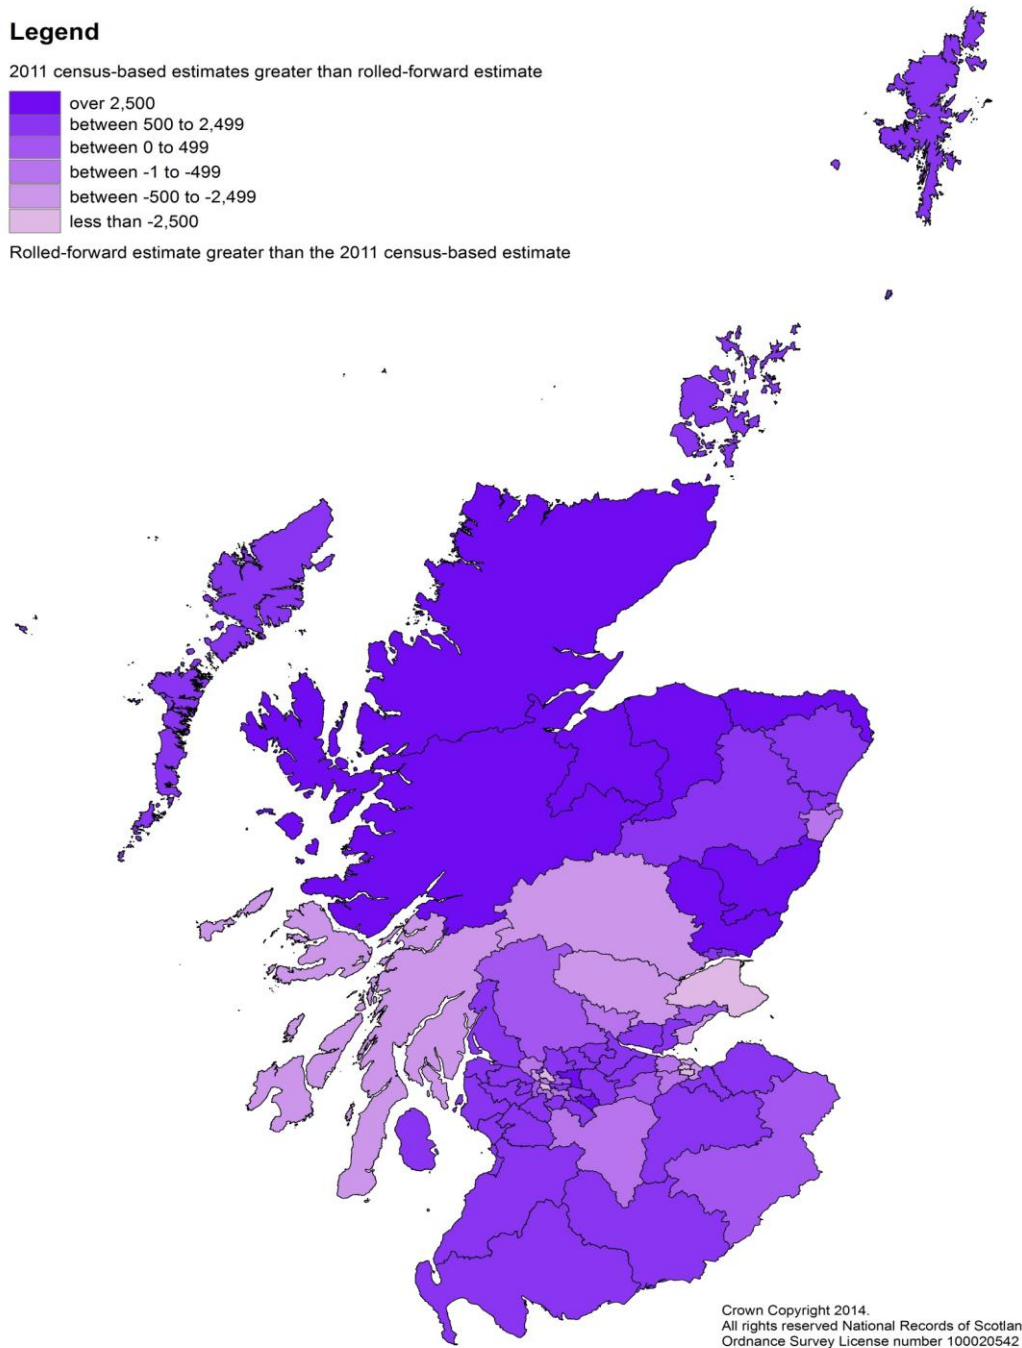 Legend
2011 census-based estimates greater than rolled-forward estimate
over 2,500
between 500 to 2,499
between 0 to 499
between -1 to -499
between -500 to -2,499
less than -2,500
Rolled-forward estimate greater than the 2011 census-based estimate
Crown Copyright 2014.
All rights reserved National Records of Scotlan
Ordnance Survey License number 100020542